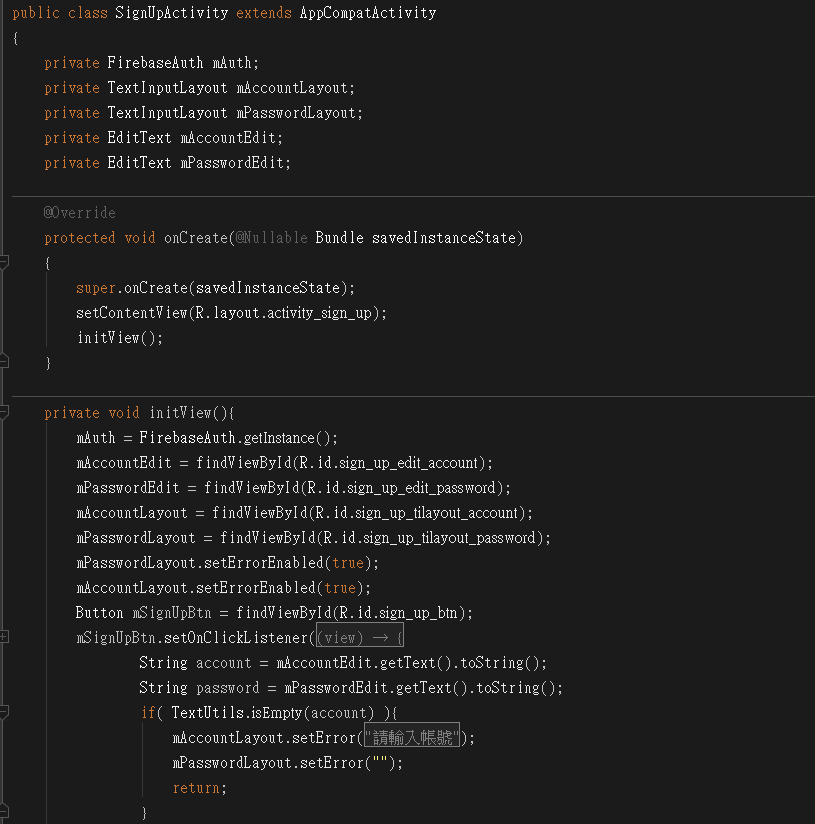 public class SignUpActivity extends AppCompatActivity
{
private FirebaseAuth mAuth;
private TextInputLayout mAccountLayout;
private TextInputLayout mPasswordLayout;
private EditText mAccountEdit;
private EditText mPasswordEdit;
@Override
protected void onCreate(@Nullable Bundle savedInstanceState)
{
super.onCreate(savedInstanceState);
setContentView(R.layout.activity_sign_up);
initView();
}
private void initView(){
mAuth = FirebaseAuth.getInstance();
mAccountEdit = findViewById(R.id.sign_up_edit_account);
mPasswordEdit = findViewById(R.id.sign_up_edit_password);
mAccountLayout = findViewById(R.id.sign_up_tilayout_account);
mPasswordLayout = findViewById(R.id.sign_up_tilayout_password);
mPasswordLayout.setErrorEnabled(true);
mAccountLayout.setErrorEnabled(true);
Button mSignUpBtn = findViewById(R.id.sign_up_btn);
mSignUpBtn.setOnClickListener((view) → {
String account = mAccountEdit.getText().toString();
String password = mPasswordEdit.getText().toString();
if( TextUtils.isEmpty(account) ){
mAccountLayout.setError("請輸入帳號");
mPasswordLayout.setError("");
return;
}